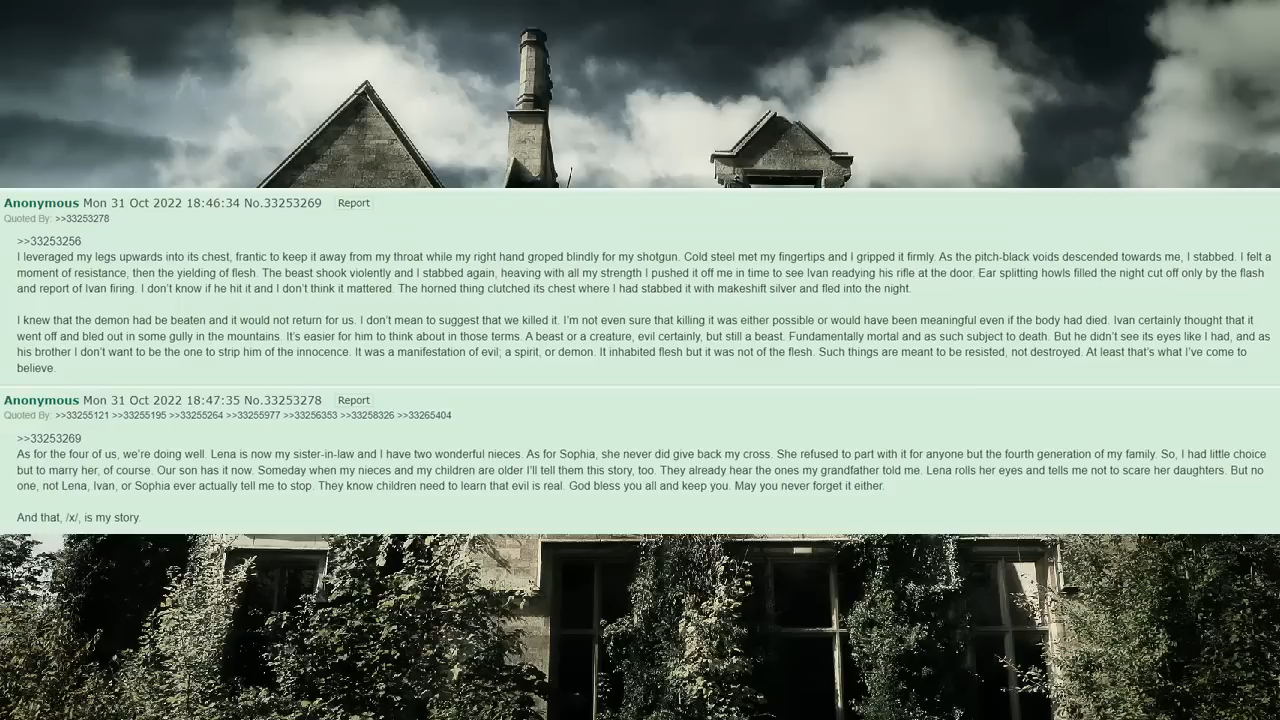 Anonymous Mon 31 Oct 2022 18:46:34 No.33253269 Report
Quoted By: >>33253278
>>33253256
I leveraged my legs upwards into its chest, frantic to keep it away from my throat while my right hand groped blindly for my shotgun. Cold steel met my fingertips and I gripped it firmly. As the pitch-black voids descended towards me, I stabbed. I felt a
moment of resistance, then the yielding of flesh. The beast shook violently and I stabbed again, heaving with all my strength I pushed it off me in time to see Ivan readying his rifle at the door. Ear splitting howls filled the night cut off only by the flash
and report of Ivan firing. I don’t know if he hit it and I don’t think it mattered. The horned thing clutched its chest where I had stabbed it with makeshift silver and fled into the night.
I knew that the demon had be beaten and it would not return for us. I don’t mean to suggest that we killed it. I’m not even sure that killing it was either possible or would have been meaningful even if the body had died. Ivan certainly thought that it
went off and bled out in some gully in the mountains. It’s easier for him to think about in those terms. A beast or a creature, evil certainly, but still a beast. Fundamentally mortal and as such subject to death. But he didn’t see its eyes like I had, and as
his brother I don’t want to be the one to strip him of the innocence. It was a manifestation of evil; a spirit, or demon. It inhabited flesh but it was not of the flesh. Such things are meant to be resisted, not destroyed. At least that’s what I’ve come to
believe.
Anonymous Mon 31 Oct 2022 18:47:35 No.33253278 Report
Quoted By: >>33255121 >>33255195 >>33255264 >>33255977 >>33256353 >>33258326 >>33265404
>>33253269
As for the four of us, we’re doing well. Lena is now my sister-in-law and I have two wonderful nieces. As for Sophia, she never did give back my cross. She refused to part with it for anyone but the fourth generation of my family. So, I had little choice
but to marry her, of course. Our son has it now. Someday when my nieces and my children are older I’ll tell them this story, too. They already hear the ones my grandfather told me. Lena rolls her eyes and tells me not to scare her daughters. But no
one, not Lena, Ivan, or Sophia ever actually tell me to stop. They know children need to learn that evil is real. God bless you all and keep you. May you never forget it either.
And that, /x/, is my story.